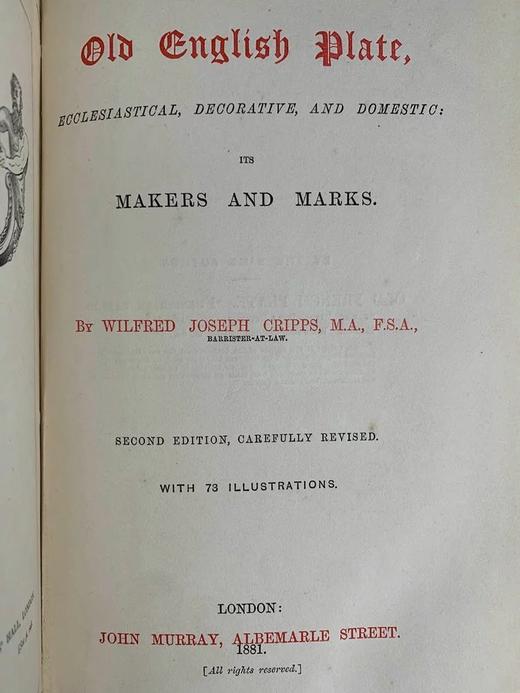 Old English Plate,
ECCLESIASTICAL, DECORATIVE, AND DOMESTIC:
ITS
MAKERS AND MARKS.
BY WILFRED JOSEPH CRIPPS, M.A., F.S.A.,
BARRISTER-AT-LAW.
SECOND EDITION, CAREFULLY REVISED.
WITH 73 ILLUSTRATIONS.
LONDON:
JOHN MURRAY, ALBEMARLE STREET.
1881.
[All rights reserved.]